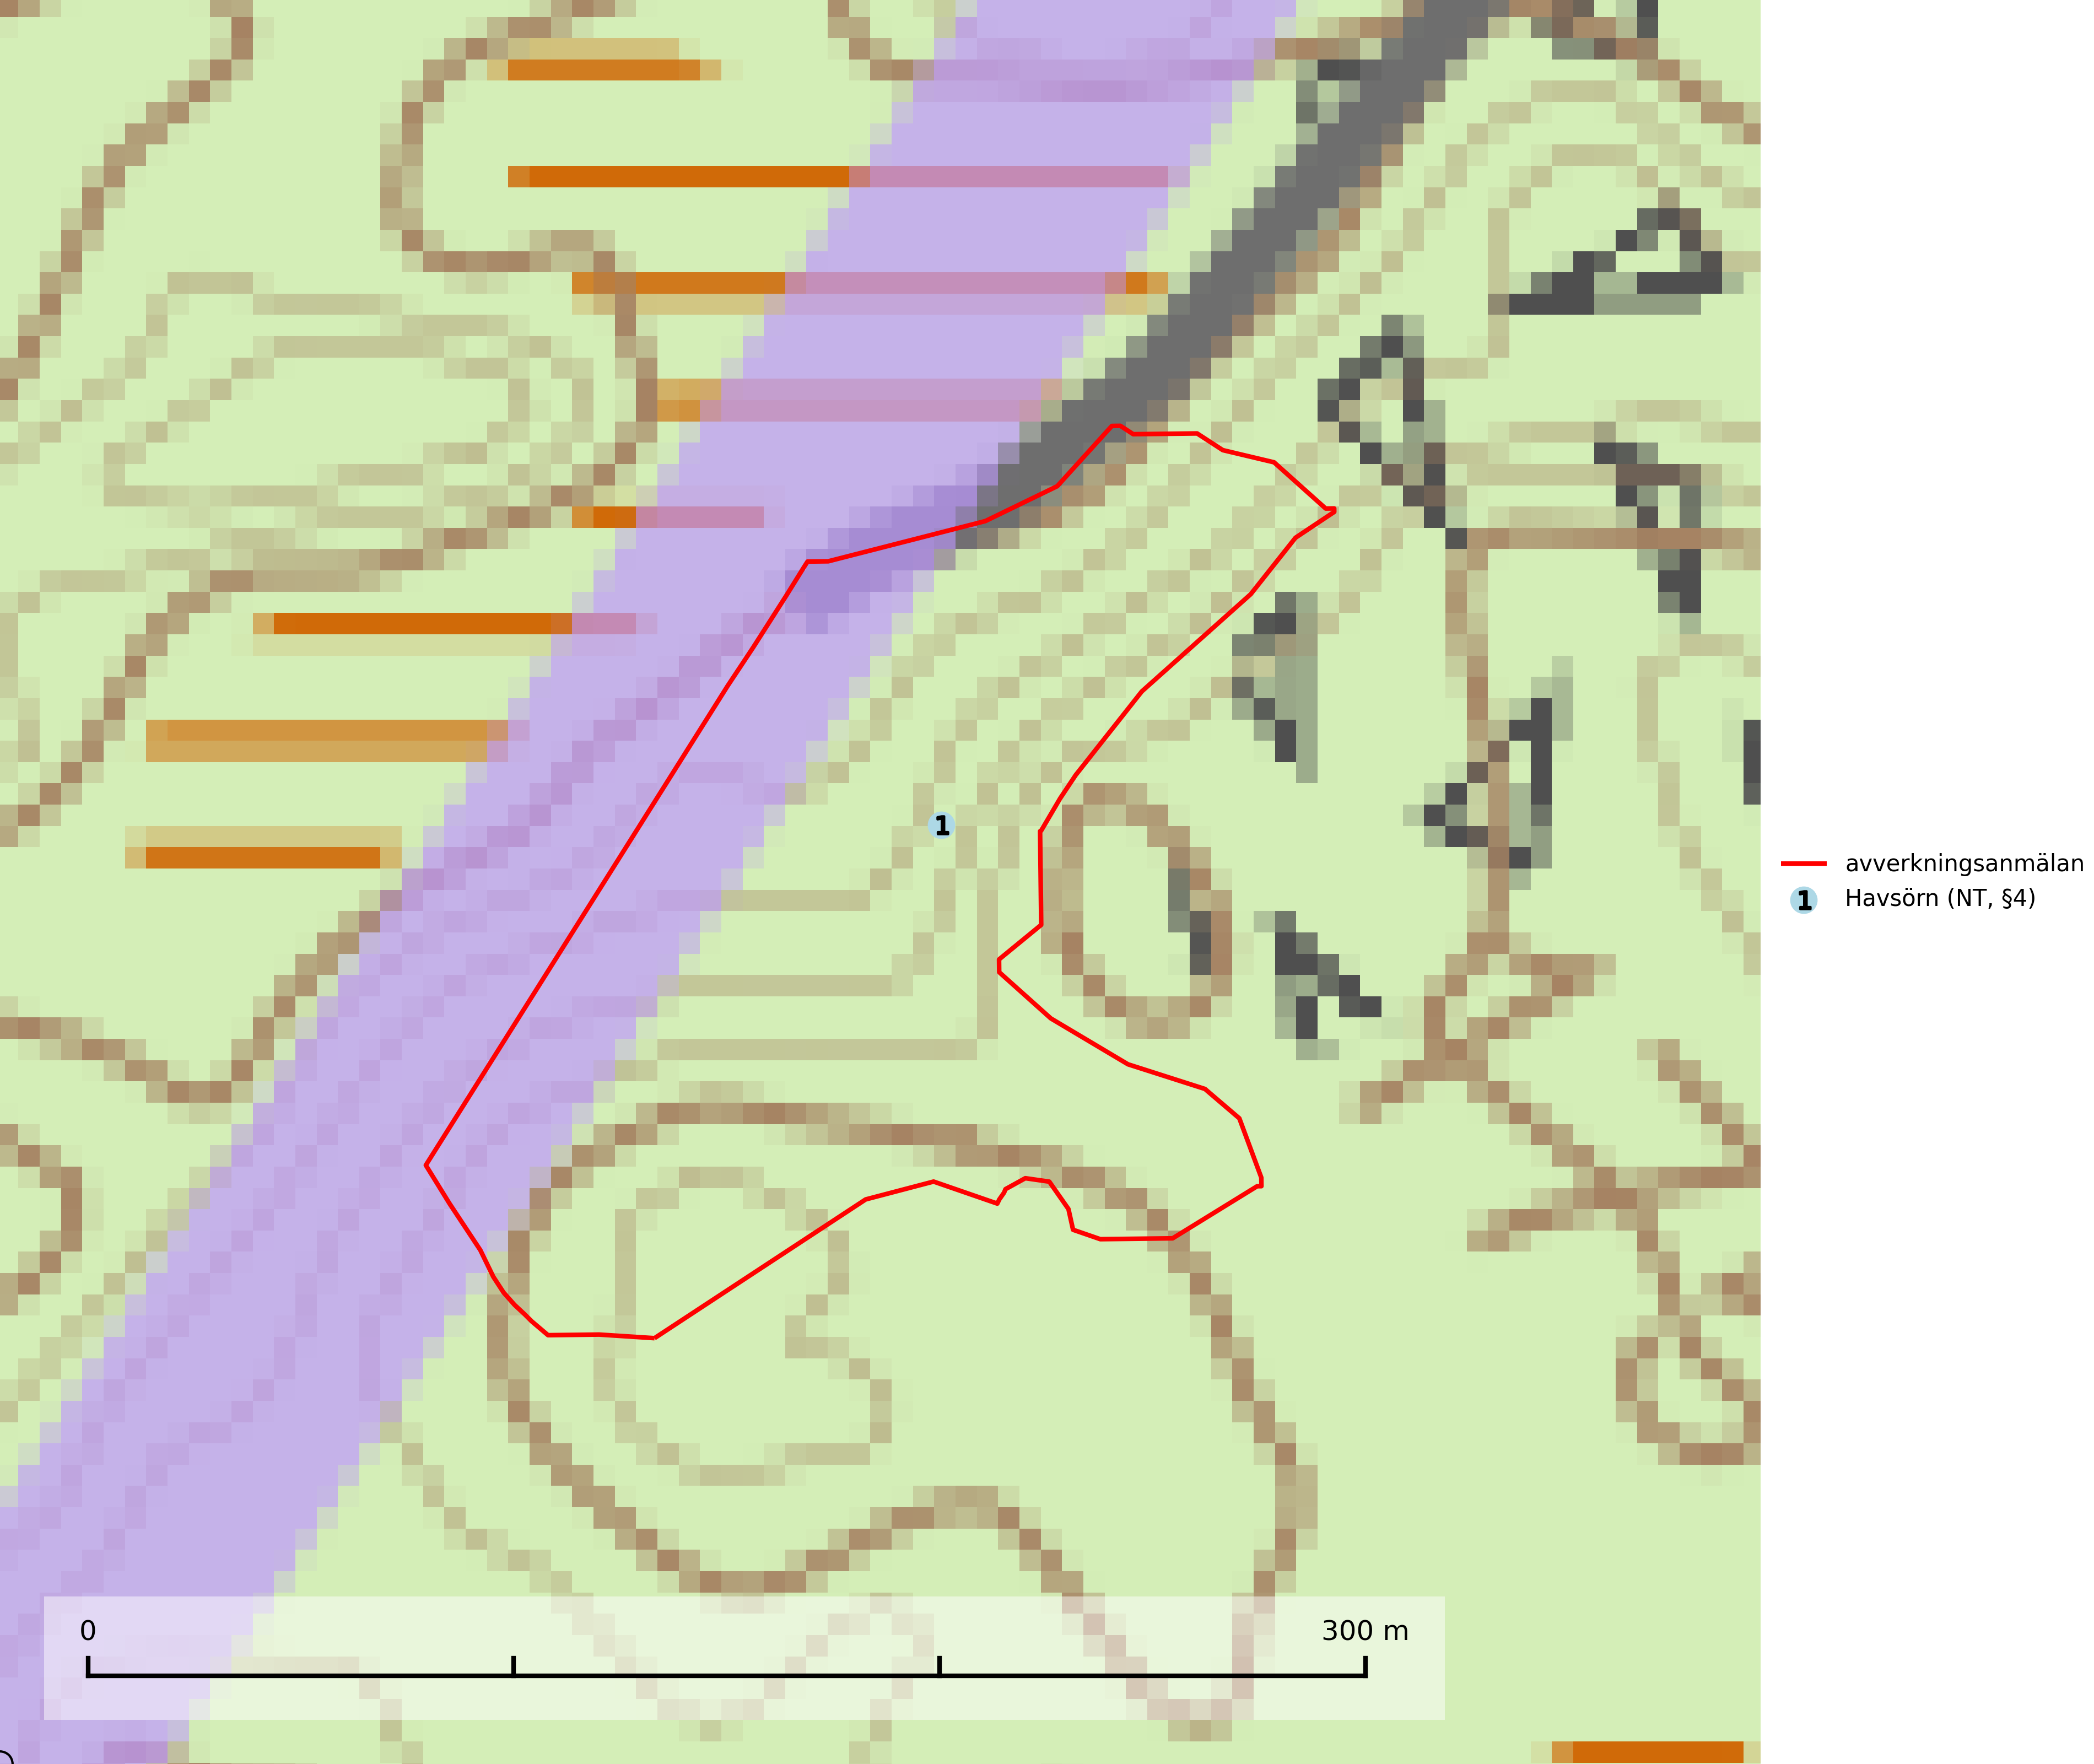 1
avverkningsanmälan
1 Havsörn (NT, §4)
0 300 m